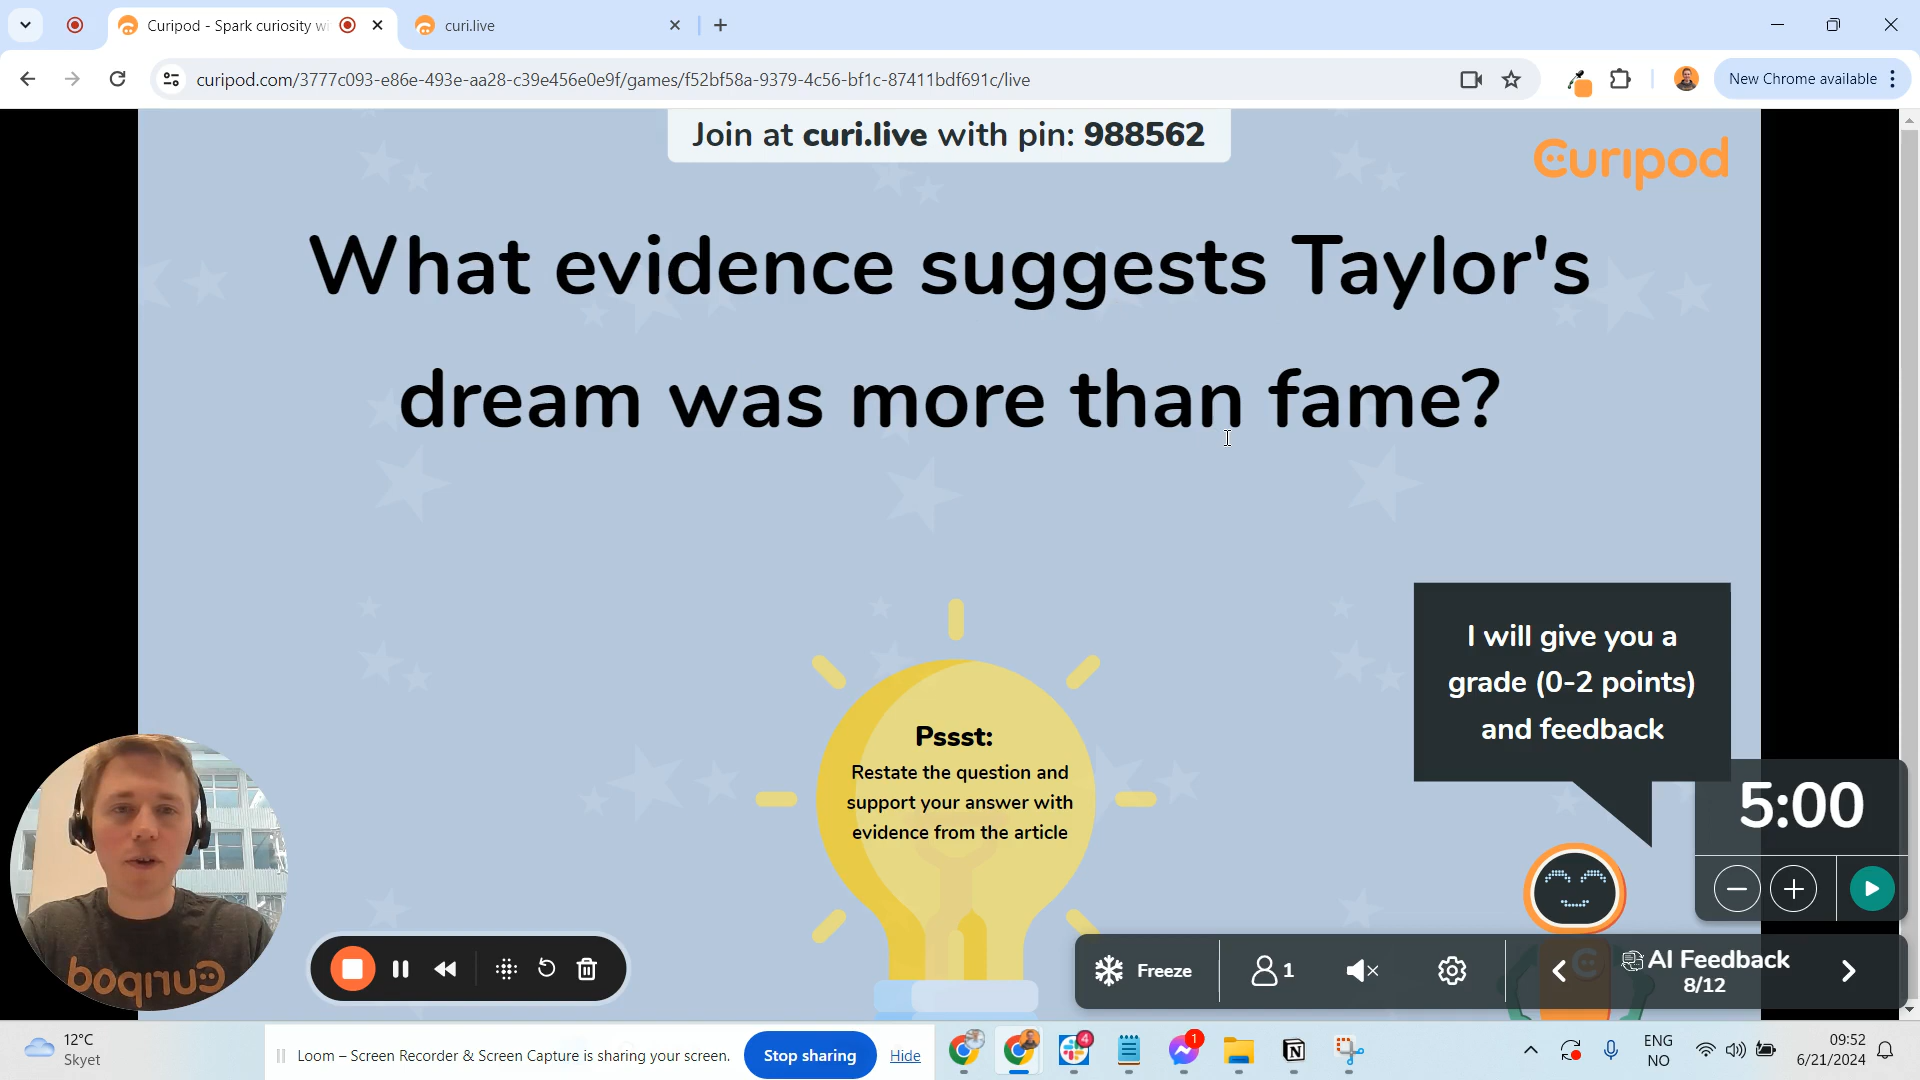 Curipod - Spark curiosity wi
curi.live
curipod.com/3777c093-e86e-493e-aa28-c39e456e0e9f/games/f52bf58a-9379-4c56-bf1c-87411bdf691c/live
New Chrome available
Join at curi.live with pin: 988562
Curipod
What evidence suggests Taylor's
dream was more than fame?
I will give you a
grade (0-2 points)
and feedback
Pssst:
Restate the question and
support your answer with
evidence from the article
5:00
Curipod
Freeze
1
AI Feedback
8/12
12°C
Skyet
Loom – Screen Recorder & Screen Capture is sharing your screen.
Stop sharing
Hide
4
1
ENG
NO
09:52
6/21/2024